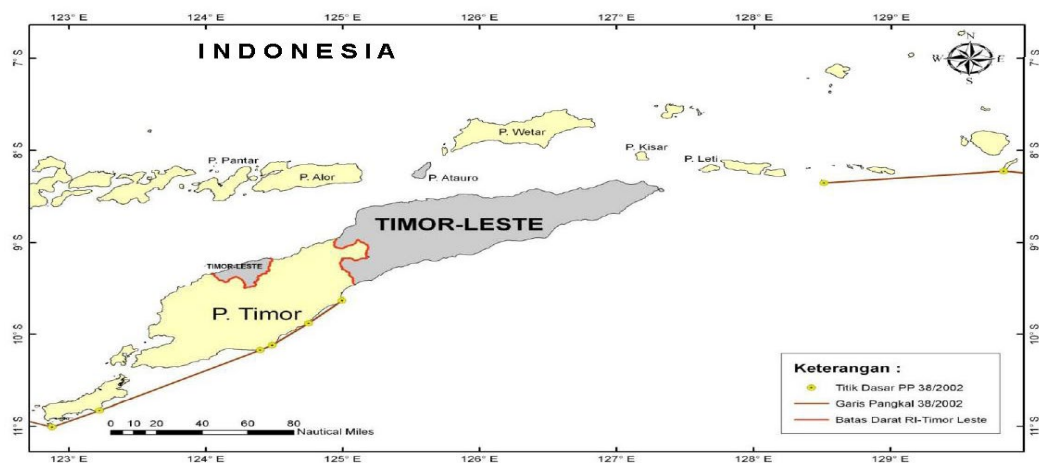 123° E 124° E 125° E 126° E 127° E 128° E 129° E
INDONESIA
N
W E
S
7° S 7° S
P. Wetar
P. Kisar
8° S 8° S
P. Pantar
P. Leti
P. Alor
P. Atauro
TIMOR-LESTE
9° S 9° S
TIMOR-LESTE
P. Timor
10° S 10° S
Keterangan :
Titik Dasar PP 38/2002
Garis Pangkal 38/2002
Batas Darat RI-Timor Leste
11° S 11° S
0 10 20 40 60 80
Nautical Miles
123° E 124° E 125° E 126° E 127° E 128° E 129° E